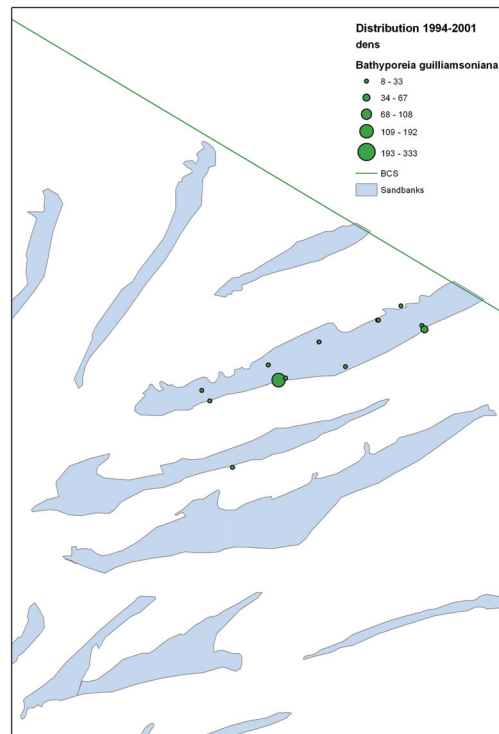 Distribution 1994-2001
dens
Bathyporeia guilliamsoniana
8 - 33
34 - 67
68 - 108
109 - 192
193 - 333
BCS
Sandbanks